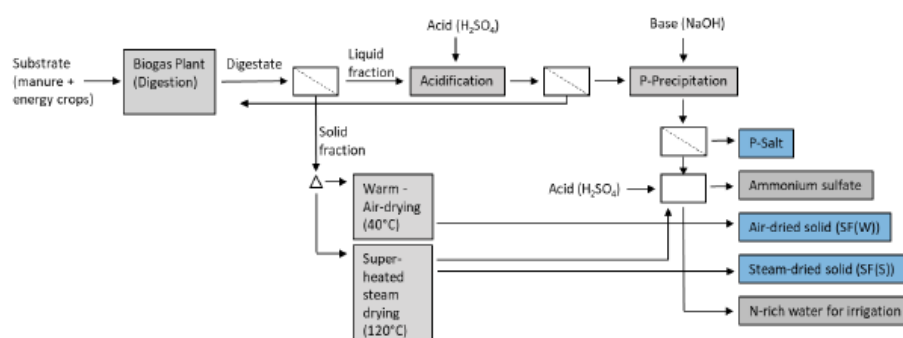 Acid (H₂SO₄)
Base (NaOH)
Substrate
(manure +
energy crops)
Biogas Plant
(Digestion)
Digestate
Liquid
fraction
Acidification
P-Precipitation
Solid
fraction
P-Salt
Warm -
Air-drying
(40°C)
Acid (H₂SO₄)
Ammonium sulfate
Air-dried solid (SF(W))
Super-
heated
steam
drying
(120°C)
Steam-dried solid (SF(S))
N-rich water for irrigation